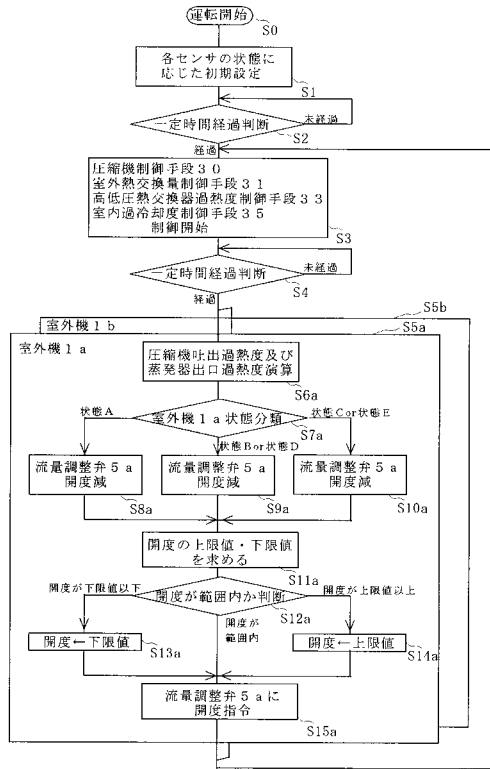 運転開始
S0
各センサの状態に
応じた初期設定
S1
一定時間経過判断
未経過
S2
経過
圧縮機制御手段30
室外熱交換量制御手段31
高低圧熱交換器過熱度制御手段33
室内過冷却度制御手段35
制御開始
S3
一定時間経過判断
未経過
S4
経過
S5b
室外機1b
S5a
室外機1a
圧縮機吐出過熱度及び
蒸発器出口過熱度演算
S6a
状態A
室外機1a状態分類
状態Cor状態E
S7a
状態Bor状態D
流量調整弁5a
開度減
S8a
流量調整弁5a
開度減
S9a
流量調整弁5a
開度減
S10a
開度の上限値・下限値
を求める
S11a
開度が下限値以下
開度が範囲内か判断
開度が上限値以上
S12a
開度←下限値
S13a
開度が
範囲内
開度←上限値
S14a
流量調整弁5aに
開度指令
S15a